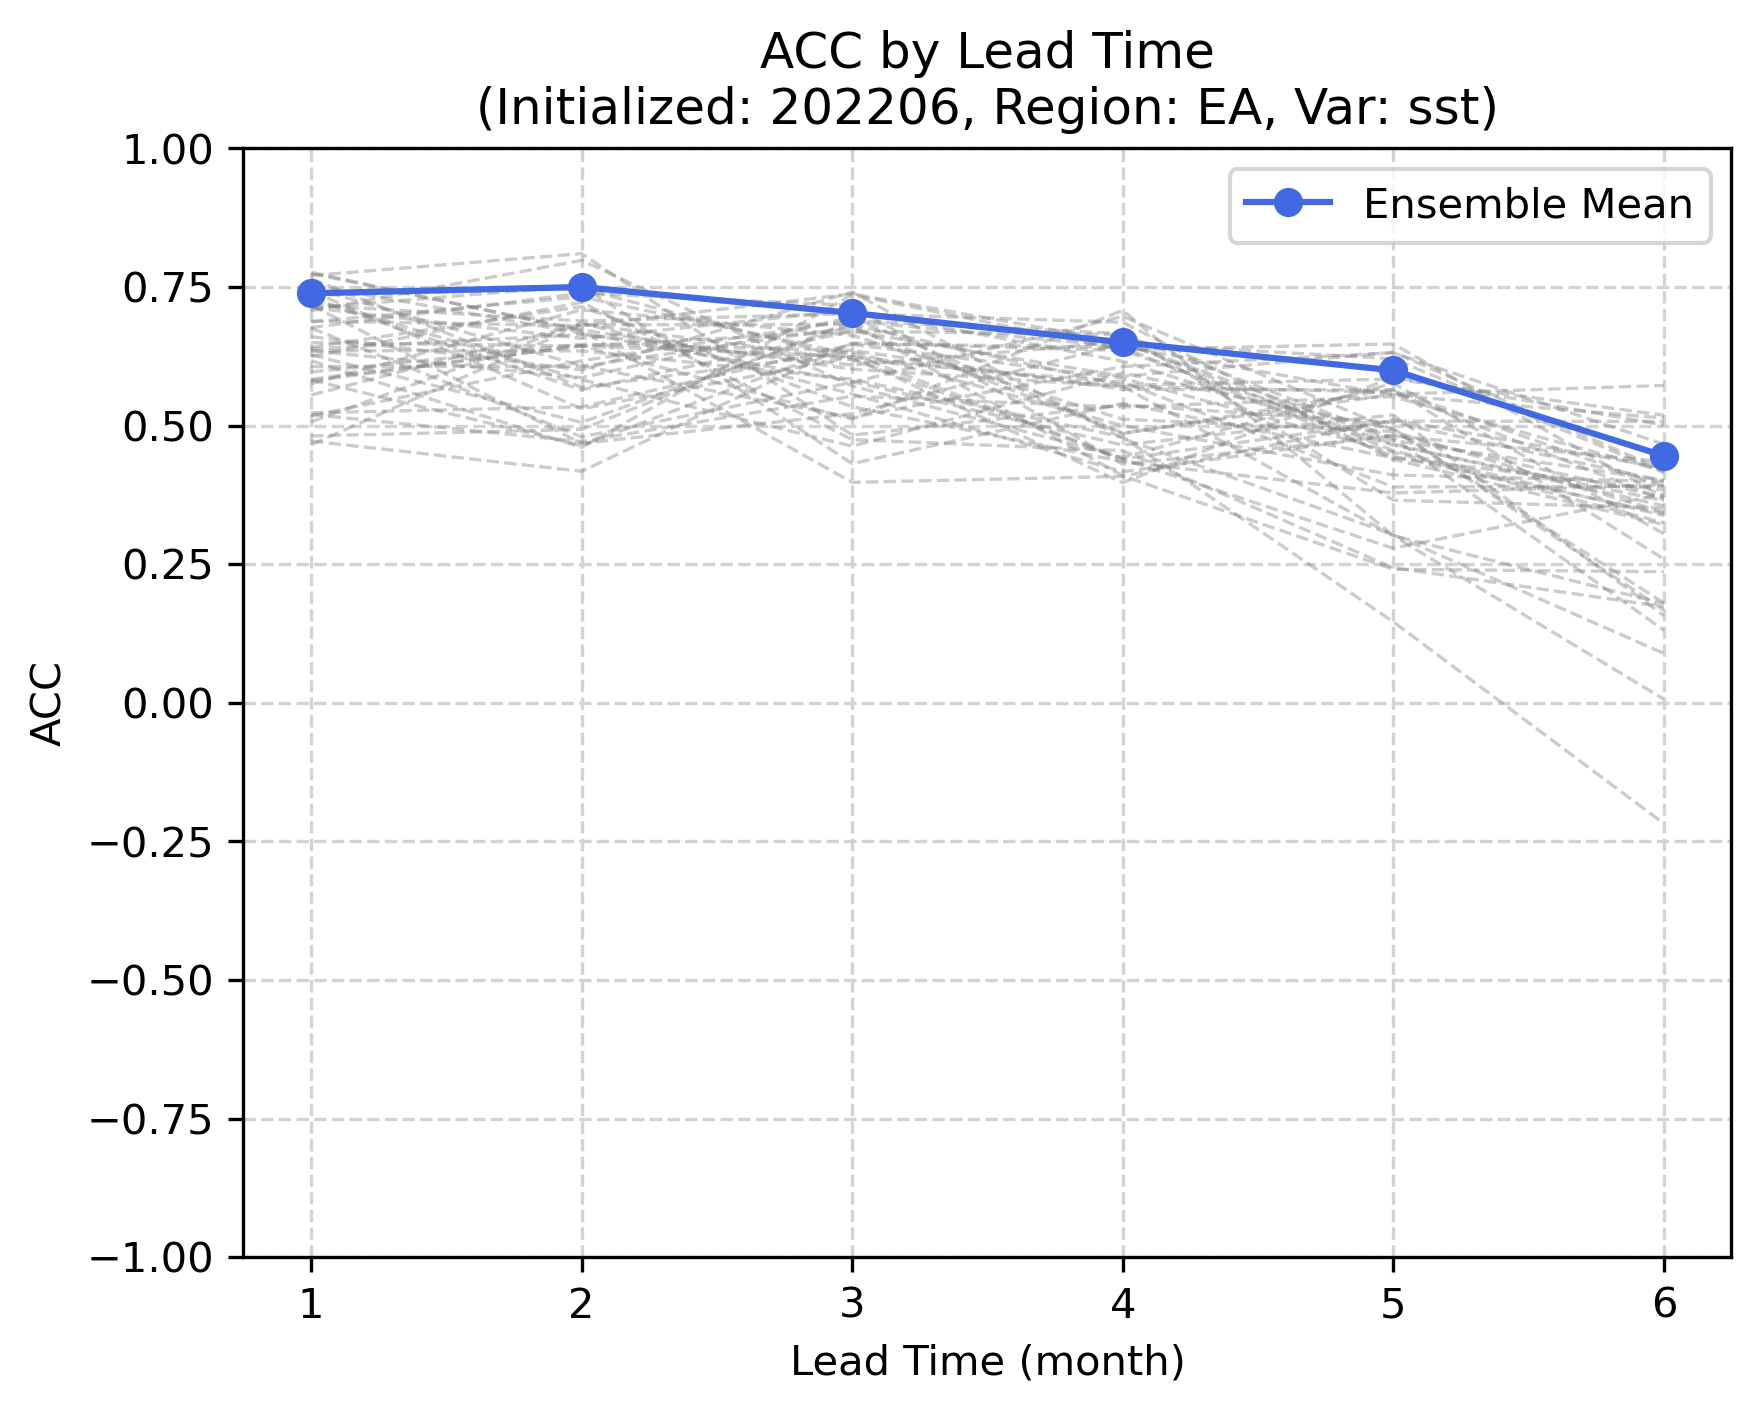 ACC by Lead Time
(Initialized: 202206, Region: EA, Var: sst)
Ensemble Mean
ACC
1.00
0.75
0.50
0.25
0.00
−0.25
−0.50
−0.75
−1.00
1 2 3 4 5 6
Lead Time (month)